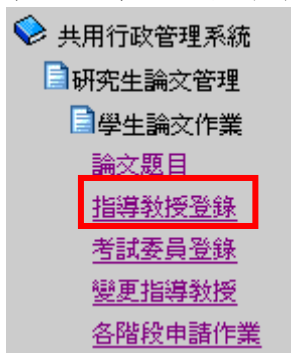 共用行政管理系統
研究生論文管理
學生論文作業
論文題目
指導教授登錄
考試委員登錄
變更指導教授
各階段申請作業